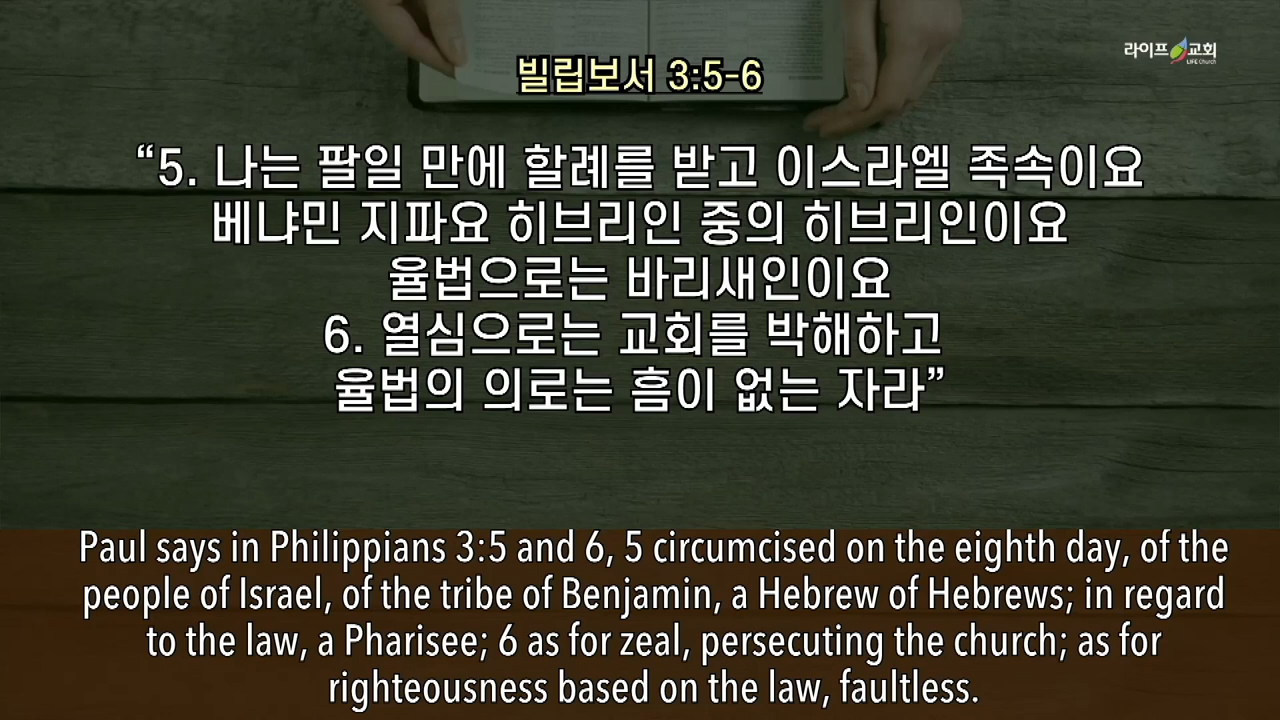 라이프교회
LIFE Church
빌립보서 3:5-6
“5. 나는 팔일 만에 할례를 받고 이스라엘 족속이요
베냐민 지파요 히브리인 중의 히브리인이요
율법으로는 바리새인이요
6. 열심으로는 교회를 박해하고
율법의 의로는 흠이 없는 자라”
Paul says in Philippians 3:5 and 6, 5 circumcised on the eighth day, of the
people of Israel, of the tribe of Benjamin, a Hebrew of Hebrews; in regard
to the law, a Pharisee; 6 as for zeal, persecuting the church; as for
righteousness based on the law, faultless.